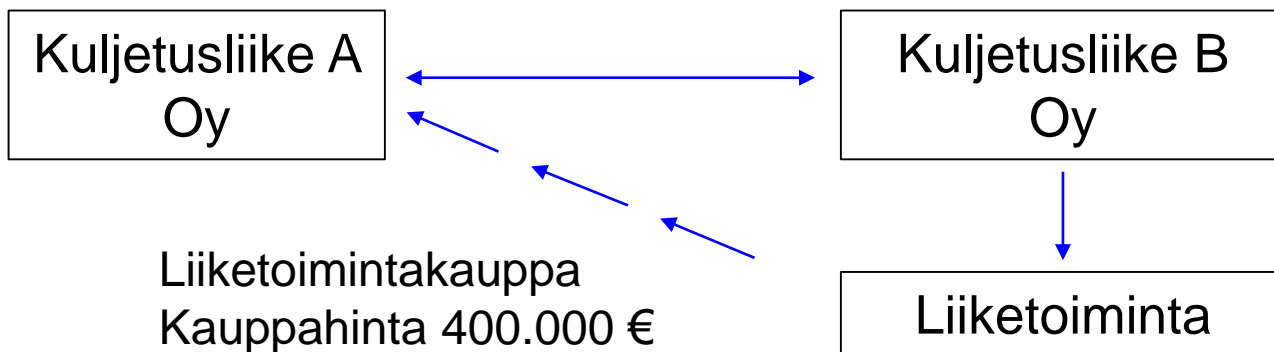 Kuljetusliike A
Oy
Kuljetusliike B
Oy
Liiketoimintakauppa
Kauppahinta 400.000 €
Liiketoiminta